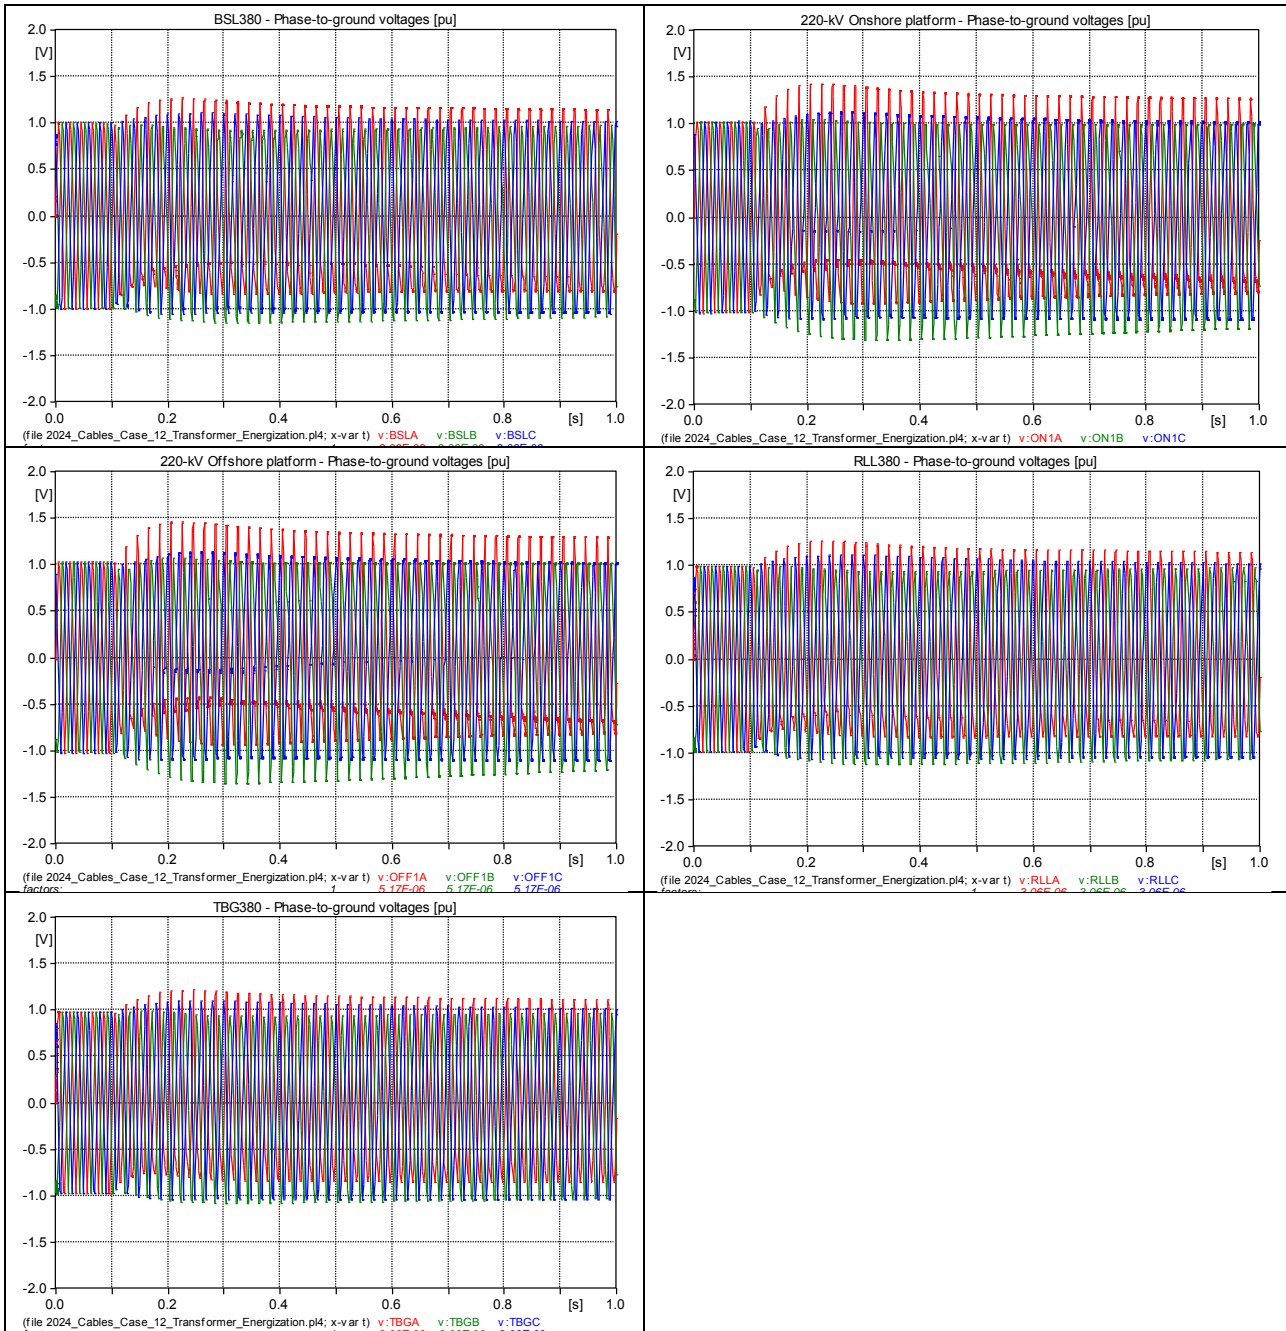 BSL380 - Phase-to-ground voltages [pu]
2.0
[V]
1.5
1.0
0.5
0.0
-0.5
-1.0
-1.5
-2.0
0.0 0.2 0.4 0.6 0.8 [s] 1.0
(file 2024_Cables_Case_12_Transformer_Energization.pl4; x-var t) v:BSLA v:BSLB v:BSLC
220-kV Onshore platform - Phase-to-ground voltages [pu]
2.0
[V]
1.5
1.0
0.5
0.0
-0.5
-1.0
-1.5
-2.0
0.0 0.2 0.4 0.6 0.8 [s] 1.0
(file 2024_Cables_Case_12_Transformer_Energization.pl4; x-var t) v:ON1A v:ON1B v:ON1C
220-kV Offshore platform - Phase-to-ground voltages [pu]
2.0
[V]
1.5
1.0
0.5
0.0
-0.5
-1.0
-1.5
-2.0
0.0 0.2 0.4 0.6 0.8 [s] 1.0
(file 2024_Cables_Case_12_Transformer_Energization.pl4; x-var t) v:OFF1A v:OFF1B v:OFF1C
factors: 1 5.17E-06 5.17E-06 5.17E-06
RLL380 - Phase-to-ground voltages [pu]
2.0
[V]
1.5
1.0
0.5
0.0
-0.5
-1.0
-1.5
-2.0
0.0 0.2 0.4 0.6 0.8 [s] 1.0
(file 2024_Cables_Case_12_Transformer_Energization.pl4; x-var t) v:RLLA v:RLLB v:RLLC
factors: 1 3.06E-06 3.06E-06 3.06E-06
TBG380 - Phase-to-ground voltages [pu]
2.0
[V]
1.5
1.0
0.5
0.0
-0.5
-1.0
-1.5
-2.0
0.0 0.2 0.4 0.6 0.8 [s] 1.0
(file 2024_Cables_Case_12_Transformer_Energization.pl4; x-var t) v:TBGA v:TBGB v:TBGC